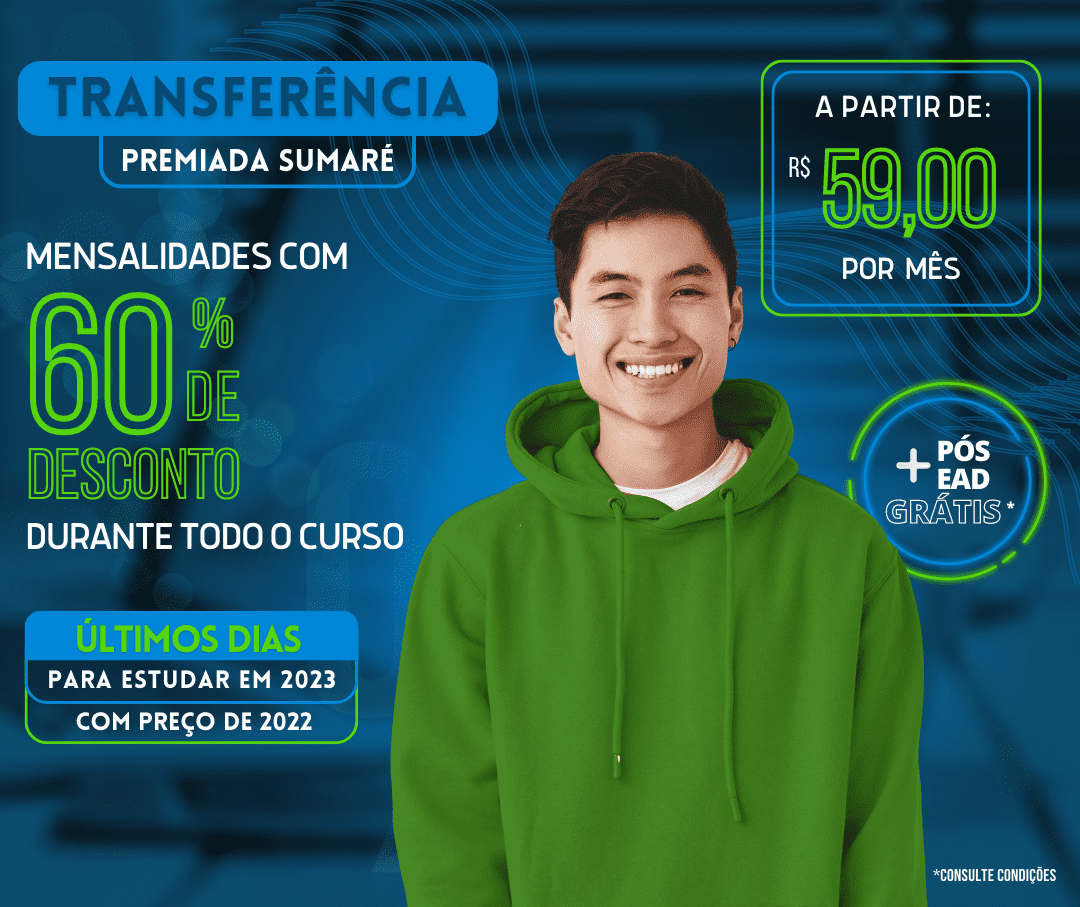 TRANSFERÊNCIA
PREMIADA SUMARÉ
MENSALIDADES COM
60%
DE
DESCONTO
DURANTE TODO O CURSO
ÚLTIMOS DIAS
PARA ESTUDAR EM 2023
COM PREÇO DE 2022
A PARTIR DE:
R$ 59,00
POR MÊS
+ PÓS
EAD
GRÁTIS*
*CONSULTE CONDIÇÕES